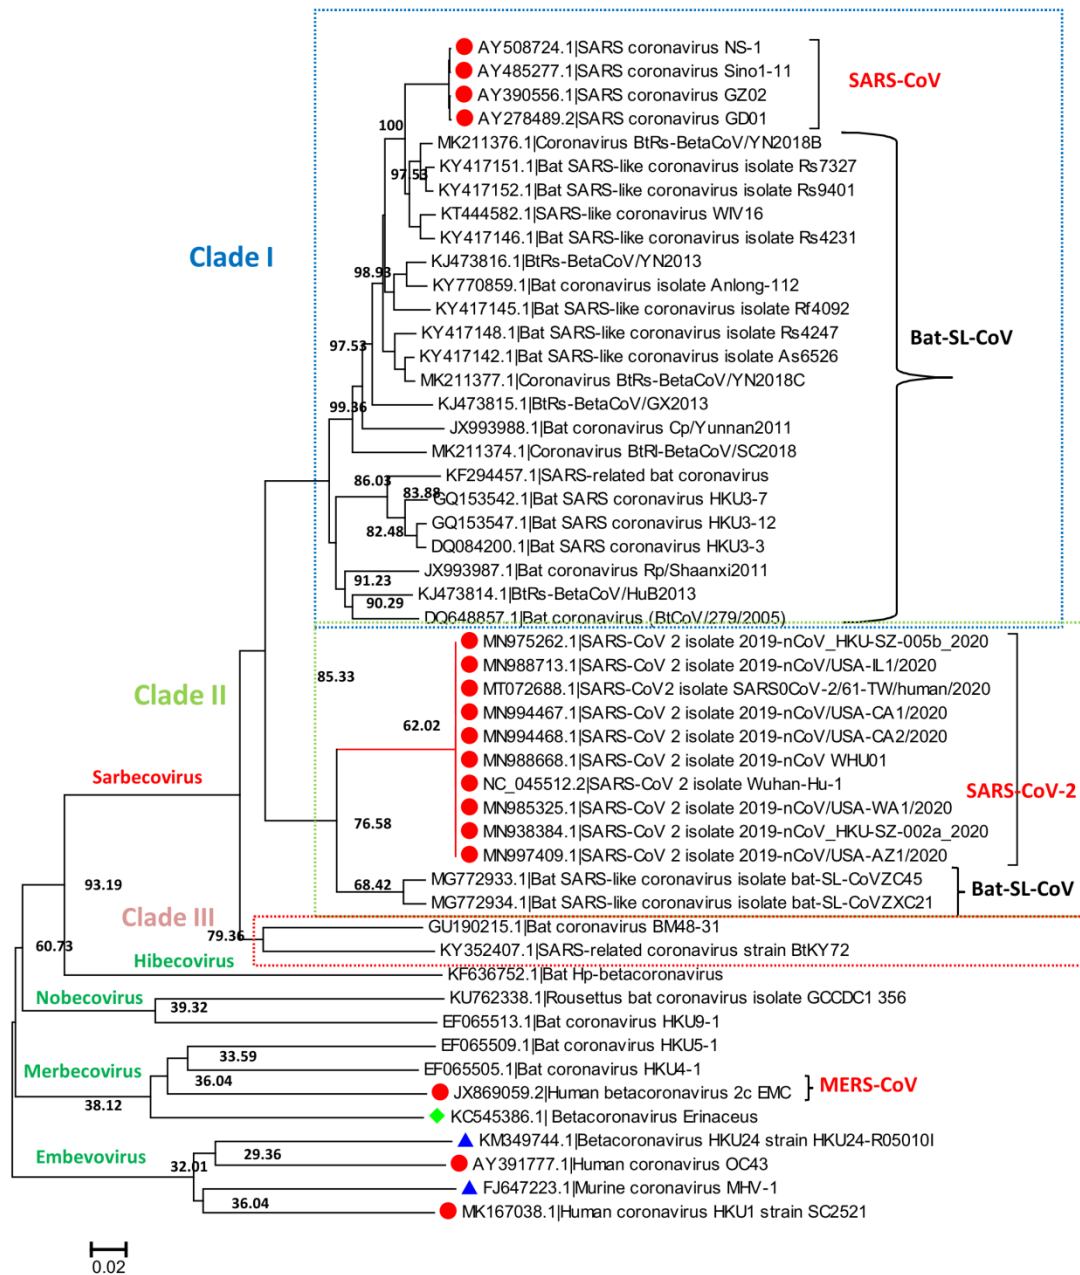 AY508724.1|SARS coronavirus NS-1
AY485277.1|SARS coronavirus Sino1-11
SARS-CoV
AY390556.1|SARS coronavirus GZ02
AY278489.2|SARS coronavirus GD01
100
MK211376.1|Coronavirus BtRs-BetaCoV/YN2018B
KY417151.1|Bat SARS-like coronavirus isolate Rs7327
97.53
KY417152.1|Bat SARS-like coronavirus isolate Rs9401
KT444582.1|SARS-like coronavirus WIV16
KY417146.1|Bat SARS-like coronavirus isolate Rs4231
Clade I
KJ473816.1|BtRs-BetaCoV/YN2013
98.93
KY770859.1|Bat coronavirus isolate Anlong-112
KY417145.1|Bat SARS-like coronavirus isolate Rf4092
KY417148.1|Bat SARS-like coronavirus isolate Rs4247
Bat-SL-CoV
97.53
KY417142.1|Bat SARS-like coronavirus isolate As6526
MK211377.1|Coronavirus BtRs-BetaCoV/YN2018C
KJ473815.1|BtRs-BetaCoV/GX2013
99.36
JX993988.1|Bat coronavirus Cp/Yunnan2011
MK211374.1|Coronavirus BtRl-BetaCoV/SC2018
KF294457.1|SARS-related bat coronavirus
86.03
83.88
GQ153542.1|Bat SARS coronavirus HKU3-7
GQ153547.1|Bat SARS coronavirus HKU3-12
82.48
DQ084200.1|Bat SARS coronavirus HKU3-3
JX993987.1|Bat coronavirus Rp/Shaanxi2011
91.23
KJ473814.1|BtRs-BetaCoV/HuB2013
90.29
DQ648857.1|Bat coronavirus (BtCoV/279/2005)
MN975262.1|SARS-CoV 2 isolate 2019-nCoV_HKU-SZ-005b_2020
MN988713.1|SARS-CoV 2 isolate 2019-nCoV/USA-IL1/2020
85.33
Clade II
MT072688.1|SARS-CoV2 isolate SARS0CoV-2/61-TW/human/2020
MN994467.1|SARS-CoV 2 isolate 2019-nCoV/USA-CA1/2020
62.02
MN994468.1|SARS-CoV 2 isolate 2019-nCoV/USA-CA2/2020
MN988668.1|SARS-CoV 2 isolate 2019-nCoV WHU01
Sarbecovirus
NC_045512.2|SARS-CoV 2 isolate Wuhan-Hu-1
SARS-CoV-2
MN985325.1|SARS-CoV 2 isolate 2019-nCoV/USA-WA1/2020
76.58
MN938384.1|SARS-CoV 2 isolate 2019-nCoV_HKU-SZ-002a_2020
MN997409.1|SARS-CoV 2 isolate 2019-nCoV/USA-AZ1/2020
93.19
68.42
MG772933.1|Bat SARS-like coronavirus isolate bat-SL-CoVZC45
Bat-SL-CoV
MG772934.1|Bat SARS-like coronavirus isolate bat-SL-CoVZXC21
Clade III
GU190215.1|Bat coronavirus BM48-31
79.36
60.73
KY352407.1|SARS-related coronavirus strain BtKY72
Hibecovirus
KF636752.1|Bat Hp-betacoronavirus
Nobecovirus
KU762338.1|Rousettus bat coronavirus isolate GCCDC1 356
39.32
EF065513.1|Bat coronavirus HKU9-1
EF065509.1|Bat coronavirus HKU5-1
33.59
Merbecovirus
EF065505.1|Bat coronavirus HKU4-1
36.04
JX869059.2|Human betacoronavirus 2c EMC
MERS-CoV
38.12
KC545386.1| Betacoronavirus Erinaceus
KM349744.1|Betacoronavirus HKU24 strain HKU24-R05010I
Embevovirus
29.36
32.01
AY391777.1|Human coronavirus OC43
FJ647223.1|Murine coronavirus MHV-1
36.04
MK167038.1|Human coronavirus HKU1 strain SC2521
0.02